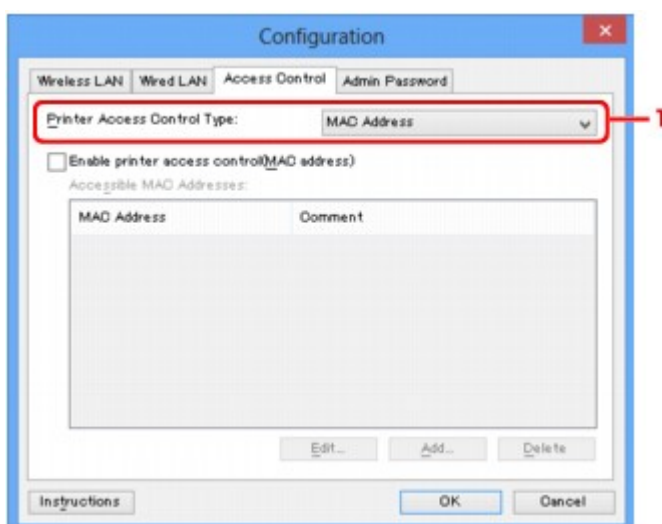 Configuration
Wireless LAN Wired LAN Access Control Admin Password
Printer Access Control Type: MAC Address
1
Enable printer access control(MAC address)
Accessible MAC Addresses:
MAC Address Comment
Edit... Add... Delete
Instructions OK Cancel